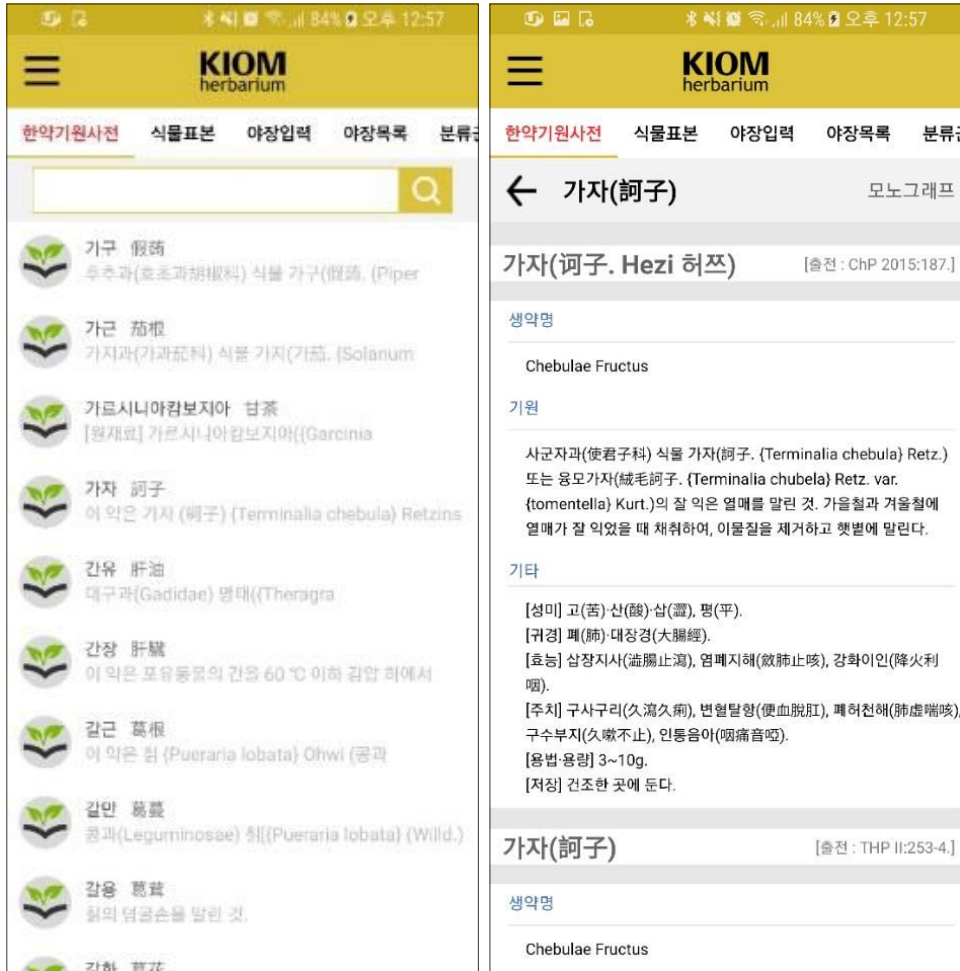 84% 오후 12:57
KIOM
herbarium
한약기원사전 식물표본 야장입력 야장목록
가구 假蒟
후추과(호초과胡椒科) 식물 가구(假蒟. {Piper
가근 茄根
가지과(가과茄科) 식물 가지(가茄. {Solanum
가르시니아캄보지아 甘茶
[원재료] 가르시니아캄보지아({Garcinia
가자 訶子
이 약은 가자 (訶子) {Terminalia chebula} Retzins
간유 肝油
대구과(Gadidae) 명태({Theragra
간장 肝臟
이 약은 포유동물의 간을 60 ℃ 이하 감압 하에서
갈근 葛根
이 약은 칡 {Pueraria lobata} Ohwi (콩과
갈만 葛蔓
콩과(Leguminosae) 칡({Pueraria lobata} (Willd.)
갈용 葛茸
칡의 덩굴손을 말린 것.
갈화 葛花
84% 오후 12:57
KIOM
herbarium
한약기원사전 식물표본 야장입력 야장목록
가자(訶子) 모노그래프
가자(诃子. Hezi 허쯔) [출전 : ChP 2015:187.]
생약명
Chebulae Fructus
기원
사군자과(使君子科) 식물 가자(訶子. {Terminalia chebula} Retz.)
또는 융모가자(絨毛訶子. {Terminalia chubela} Retz. var.
{tomentella} Kurt.)의 잘 익은 열매를 말린 것. 가을철과 겨울철에
열매가 잘 익었을 때 채취하여, 이물질을 제거하고 햇볕에 말린다.
기타
[성미] 고(苦)·산(酸)·삽(澀), 평(平).
[귀경] 폐(肺)·대장경(大腸經).
[효능] 삽장지사(澁腸止瀉), 염폐지해(斂肺止咳), 강화이인(降火利
咽).
[주치] 구사구리(久瀉久痢), 변혈탈항(便血脫肛), 폐허천해(肺虛喘咳),
구수부지(久嗽不止), 인통음아(咽痛音啞).
[용법·용량] 3~10g.
[저장] 건조한 곳에 둔다.
가자(訶子) [출전 : THP II:253-4.]
생약명
Chebulae Fructus